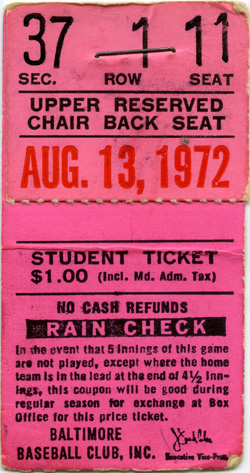 37 1 11
SEC. ROW SEAT
UPPER RESERVED
CHAIR BACK SEAT
AUG. 13, 1972
STUDENT TICKET
$1.00 (Incl. Md. Adm. Tax)
NO CASH REFUNDS
RAIN CHECK
In the event that 5 innings of this
game are not played, except where the home
team is in the lead at the end of 4½ inn-
ings, this coupon will be good during
regular season for exchange at Box
Office for this price ticket.
BALTIMORE
BASEBALL CLUB, INC.
Executive Vice-Pres.